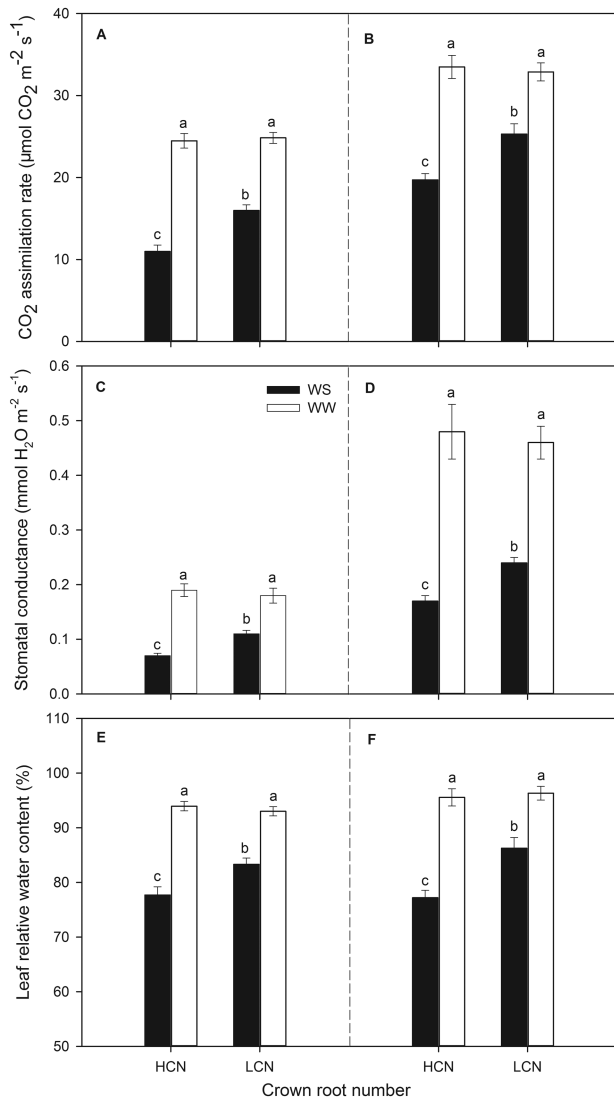 CO2 assimilation rate (µmol CO2 m-2 s-1)
40
30
20
10
0
A
c
a
b
a
B
c
a
b
a
Stomatal conductance (mmol H2O m-2 s-1)
0.6
0.5
0.4
0.3
0.2
0.1
0.0
C
WS
WW
c
a
b
a
D
c
a
b
a
Leaf relative water content (%)
110
100
90
80
70
60
50
E
c
a
b
a
F
c
a
b
a
HCN LCN HCN LCN
Crown root number